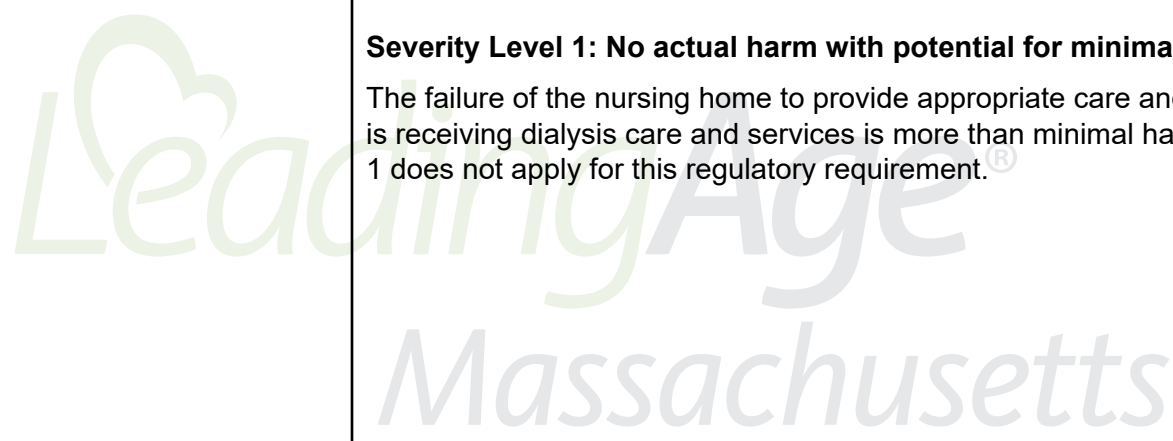 Severity Level 1: No actual harm with potential for minima
The failure of the nursing home to provide appropriate care an
is receiving dialysis care and services is more than minimal ha
1 does not apply for this regulatory requirement.
LeadingAge®
Massachusetts